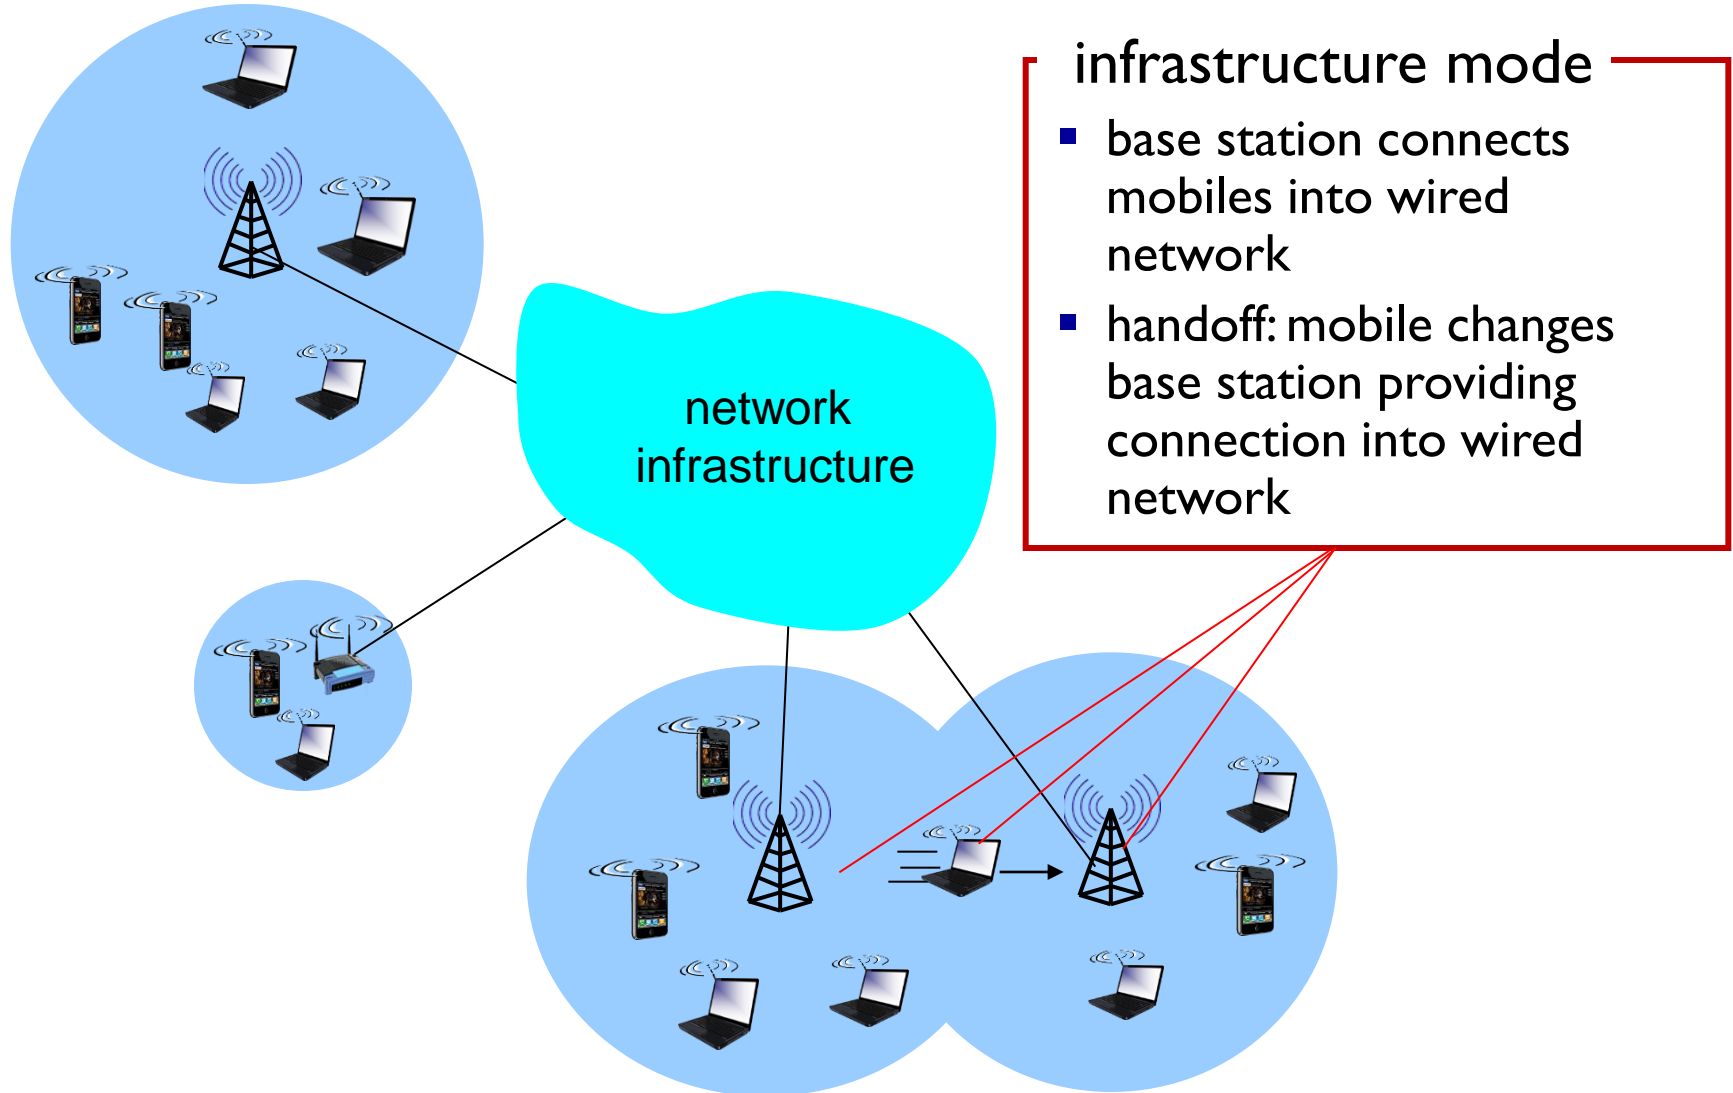 infrastructure mode
base station connects
mobiles into wired
network
handoff: mobile changes
base station providing
connection into wired
network
network
infrastructure